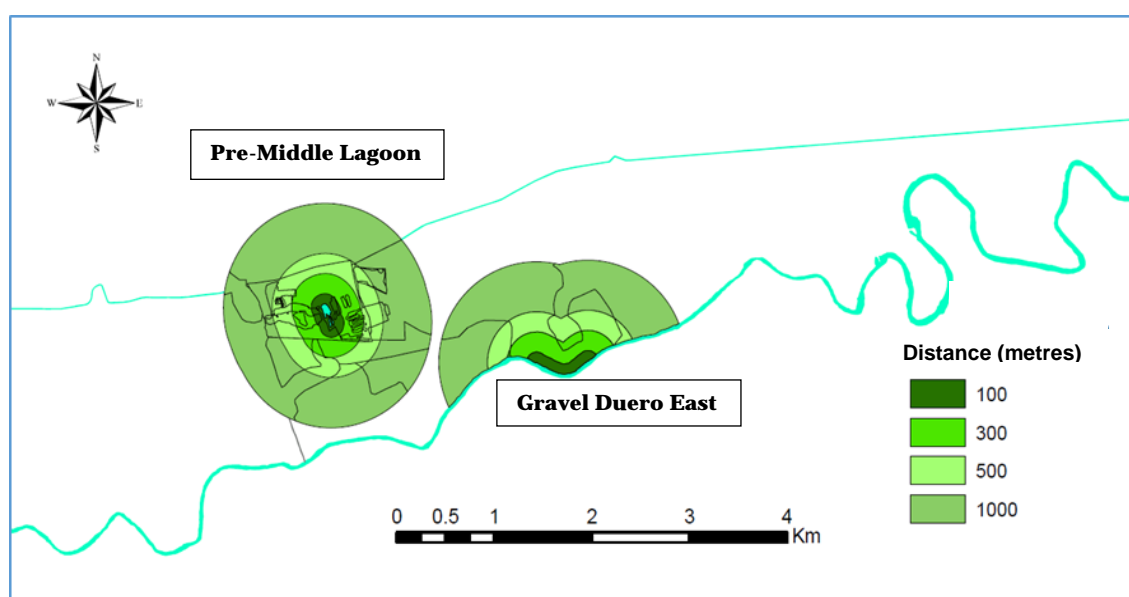 N
W E
S
Pre-Middle Lagoon
Gravel Duero East
Distance (metres)
100
300
500
1000
0 0.5 1 2 3 4
Km